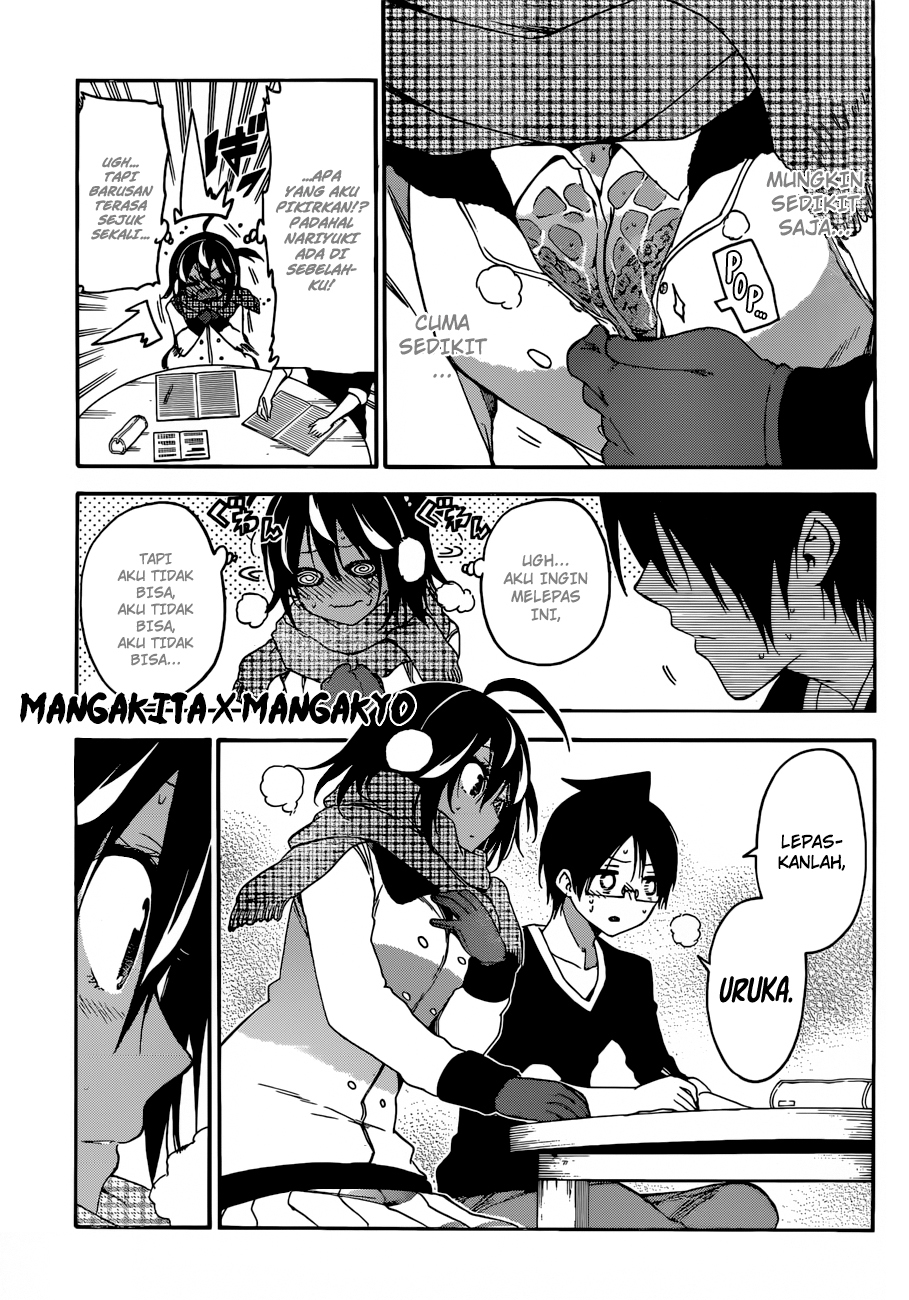 MUNGKIN
SEDIKIT
SAJA...
POP...
CUMA
SEDIKIT
...
...APA
YANG AKU
PIKIRKAN!?
PADAHAL
NARIYUKI
ADA DI
SEBELAH-
KU!
UGH...
TAPI
BARUSAN
TERASA
SEJUK
SEKALI...
UGH...
AKU INGIN
MELEPAS
INI,
TAPI
AKU TIDAK
BISA,
AKU TIDAK
BISA,
AKU TIDAK
BISA...
MANGAKITA X MANGAKYO
LEPAS-
KANLAH,
URUKA.